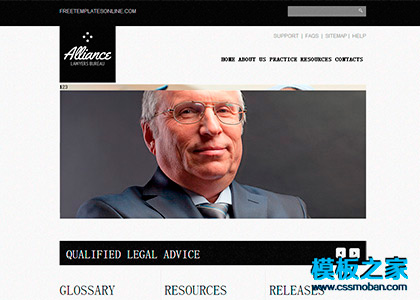 FREETEMPLATESONLINE.COM
SUPPORT | FAQS | SITEMAP | HELP
Alliance
LAWYERS BUREAU
HOME ABOUT US PRACTICE RESOURCES CONTACTS
123
QUALIFIED LEGAL ADVICE
GLOSSARY RESOURCES RELEASES
模板之家
www.cssmoban.com